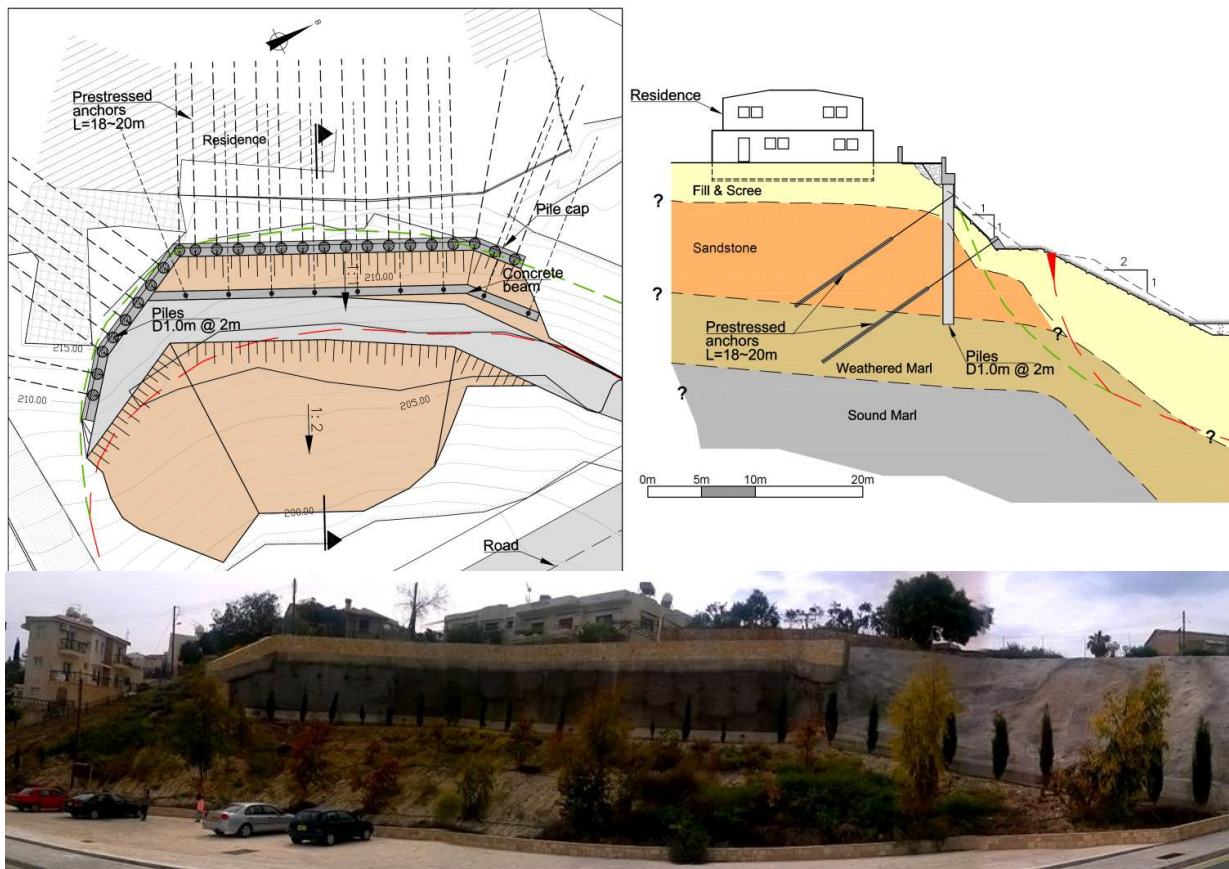 Prestressed
anchors
L=18~20m
Residence
Pile cap
1:1
210.00
Concrete
beam
Piles
D1.0m @ 2m
215.00
210.00
205.00
1: 2
200.00
Road
Residence
?
Fill & Scree
1
1
Sandstone
2
1
?
Prestressed
anchors
L=18~20m
Piles
D1.0m @ 2m
?
Weathered Marl
?
Sound Marl
?
0m
5m
10m
20m